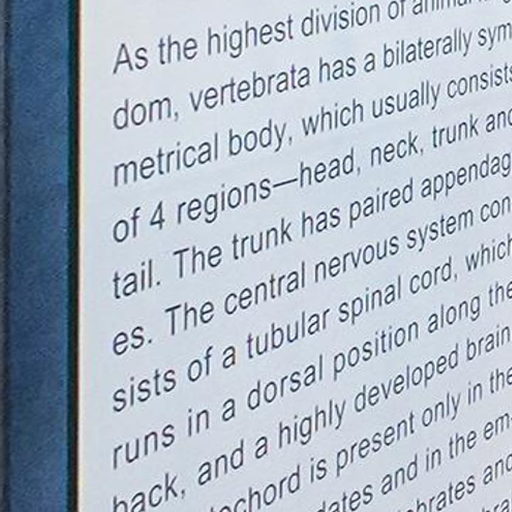 As the highest division of
dom, vertebrata has a bilaterally sym
metrical body, which usually consists
of 4 regions—head, neck, trunk and
tail. The trunk has paired appendag
es. The central nervous system con
sists of a tubular spinal cord, which
runs in a dorsal position along the
back, and a highly developed brain
ochord is present only in the
dates and in the em
brates and